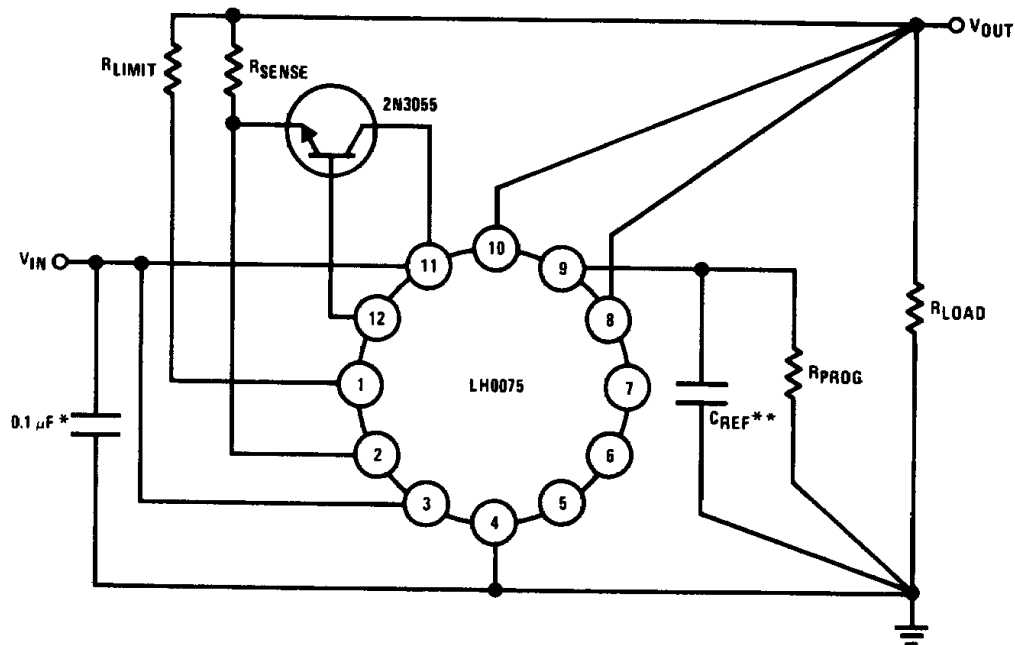 VOUT
RLIMIT
RSENSE
2N3055
VIN
10
11
9
12
8
RLOAD
1
LH0075
7
RPROG
0.1 µF*
CREF**
2
6
3
5
4